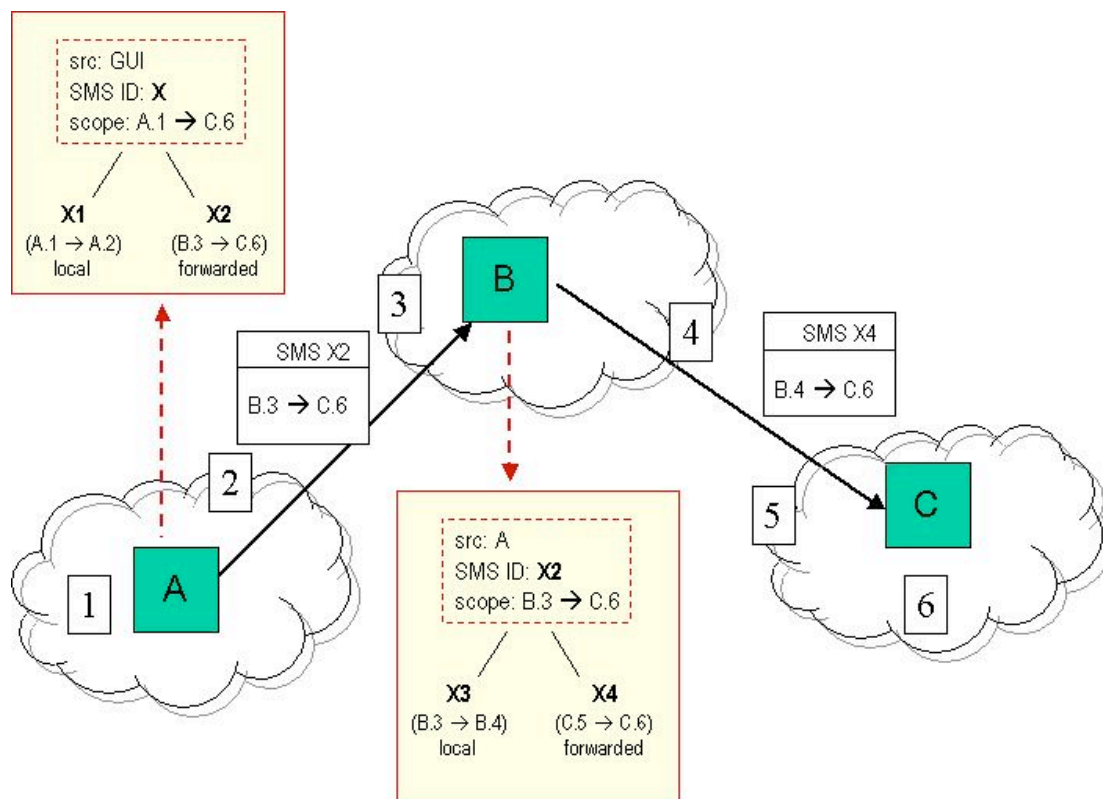 src: GUI
SMS ID: X
scope: A.1 → C.6
X1
(A.1 → A.2)
local
X2
(B.3 → C.6)
forwarded
3
B
4
SMS X2
B.3 → C.6
SMS X4
B.4 → C.6
2
1
A
5
C
6
src: A
SMS ID: X2
scope: B.3 → C.6
X3
(B.3 → B.4)
local
X4
(C.5 → C.6)
forwarded